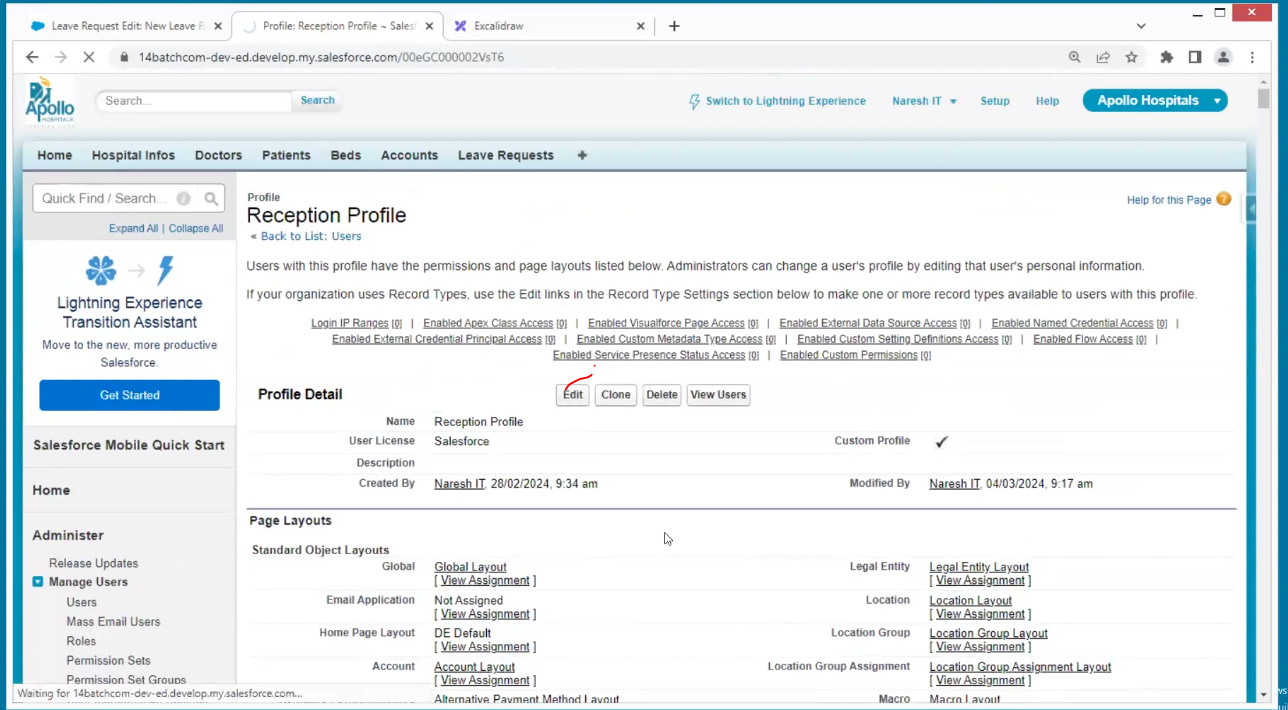 Leave Request Edit: New Leave R
Profile: Reception Profile ~ Sales
Excalidraw
14batchcom-dev-ed.develop.my.salesforce.com/00eGC000002VsT6
Apollo
HOSPITALS
Search...
Search
Switch to Lightning Experience
Naresh IT
Setup
Help
Apollo Hospitals
Home
Hospital Infos
Doctors
Patients
Beds
Accounts
Leave Requests
+
Quick Find / Search...
Expand All | Collapse All
Lightning Experience
Transition Assistant
Move to the new, more productive
Salesforce.
Get Started
Salesforce Mobile Quick Start
Home
Administer
Release Updates
Manage Users
Users
Mass Email Users
Roles
Permission Sets
Permission Set Groups
Profile
Reception Profile
« Back to List: Users
Help for this Page ?
Users with this profile have the permissions and page layouts listed below. Administrators can change a user's profile by editing that user's personal information.
If your organization uses Record Types, use the Edit links in the Record Type Settings section below to make one or more record types available to users with this profile.
Login IP Ranges [0] | Enabled Apex Class Access [0] | Enabled Visualforce Page Access [0] | Enabled External Data Source Access [0] | Enabled Named Credential Access [0] |
Enabled External Credential Principal Access [0] | Enabled Custom Metadata Type Access [0] | Enabled Custom Setting Definitions Access [0] | Enabled Flow Access [0] |
Enabled Service Presence Status Access [0] | Enabled Custom Permissions [0]
Profile Detail
Edit
Clone
Delete
View Users
Name Reception Profile
User License Salesforce
Custom Profile ✓
Description
Created By Naresh IT, 28/02/2024, 9:34 am
Modified By Naresh IT, 04/03/2024, 9:17 am
Page Layouts
Standard Object Layouts
Global Global Layout
[ View Assignment ]
Legal Entity Legal Entity Layout
[ View Assignment ]
Email Application Not Assigned
[ View Assignment ]
Location Location Layout
[ View Assignment ]
Home Page Layout DE Default
[ View Assignment ]
Location Group Location Group Layout
[ View Assignment ]
Account Account Layout
[ View Assignment ]
Location Group Assignment Location Group Assignment Layout
[ View Assignment ]
Alternative Payment Method Layout
Macro Macro Layout
Waiting for 14batchcom-dev-ed.develop.my.salesforce.com...